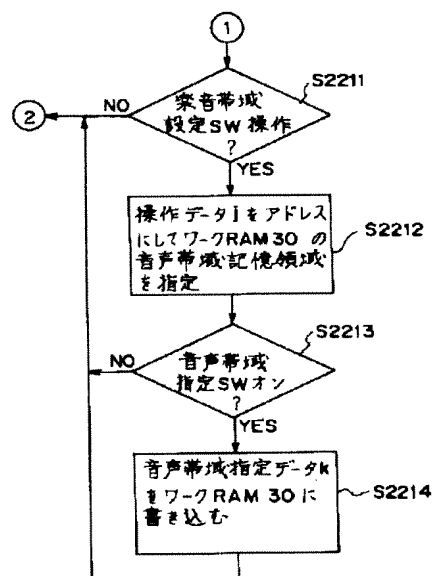 1
S2211
NO
2
楽音帯域
設定SW操作
?
YES
操作データjをアドレス
にしてワークRAM 30 の
音声帯域記憶領域
を指定
S2212
S2213
NO
音声帯域
指定SWオン
?
YES
音声帯域指定データk
をワークRAM 30 に
書き込む
S2214